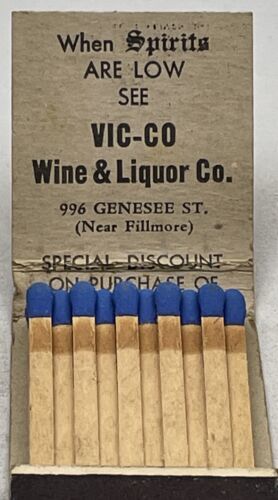 When Spirits
ARE LOW
SEE
VIC-CO
Wine & Liquor Co.
996 GENESEE ST.
(Near Fillmore)
SPECIAL DISCOUNT
ON PURCHASE OF